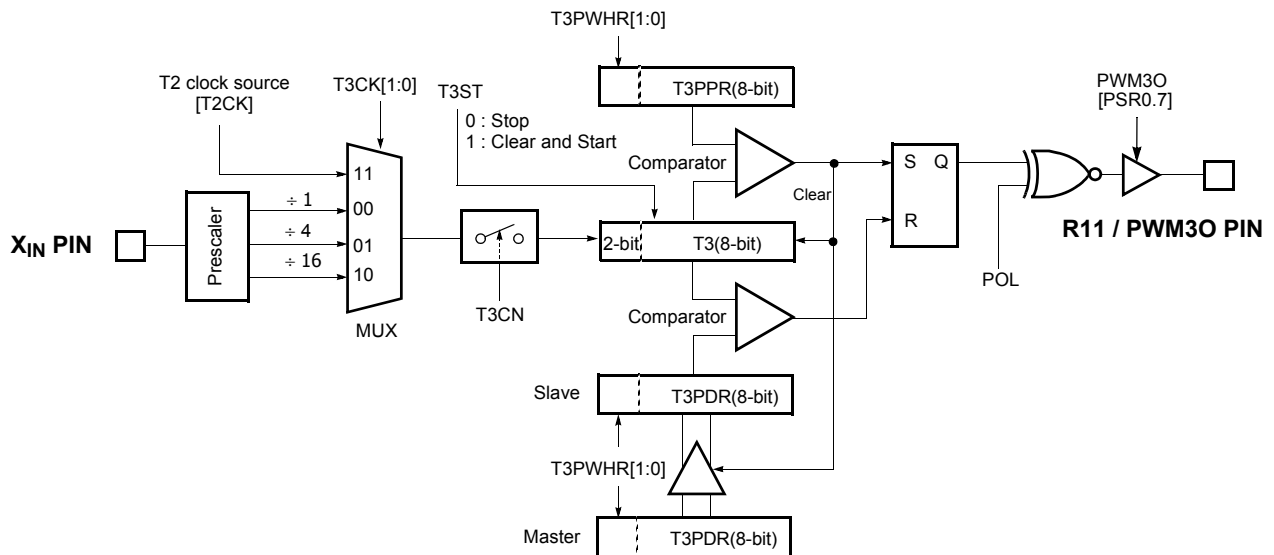 T3PWHR[1:0]
T2 clock source
[T2CK]
T3CK[1:0]
T3ST
0 : Stop
1 : Clear and Start
T3PPR(8-bit)
PWM3O
[PSR0.7]
Comparator
Clear
S Q
R
11
÷ 1
00
÷ 4
01
÷ 16
10
XIN PIN
Prescaler
MUX
T3CN
2-bit
T3(8-bit)
R11 / PWM3O PIN
POL
Comparator
Slave
T3PDR(8-bit)
T3PWHR[1:0]
Master
T3PDR(8-bit)